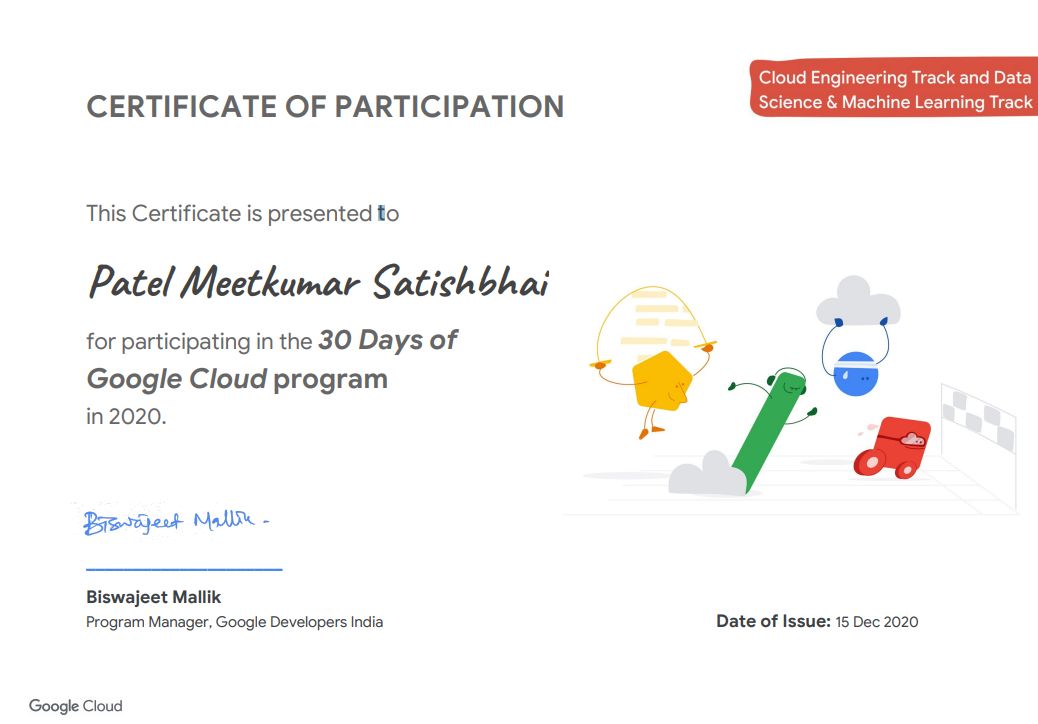 Cloud Engineering Track and Data
Science & Machine Learning Track
CERTIFICATE OF PARTICIPATION
This Certificate is presented to
Patel Meetkumar Satishbhai
for participating in the 30 Days of
Google Cloud program
in 2020.
Biswajeet Mallik -
Biswajeet Mallik
Program Manager, Google Developers India
Date of Issue: 15 Dec 2020
Google Cloud